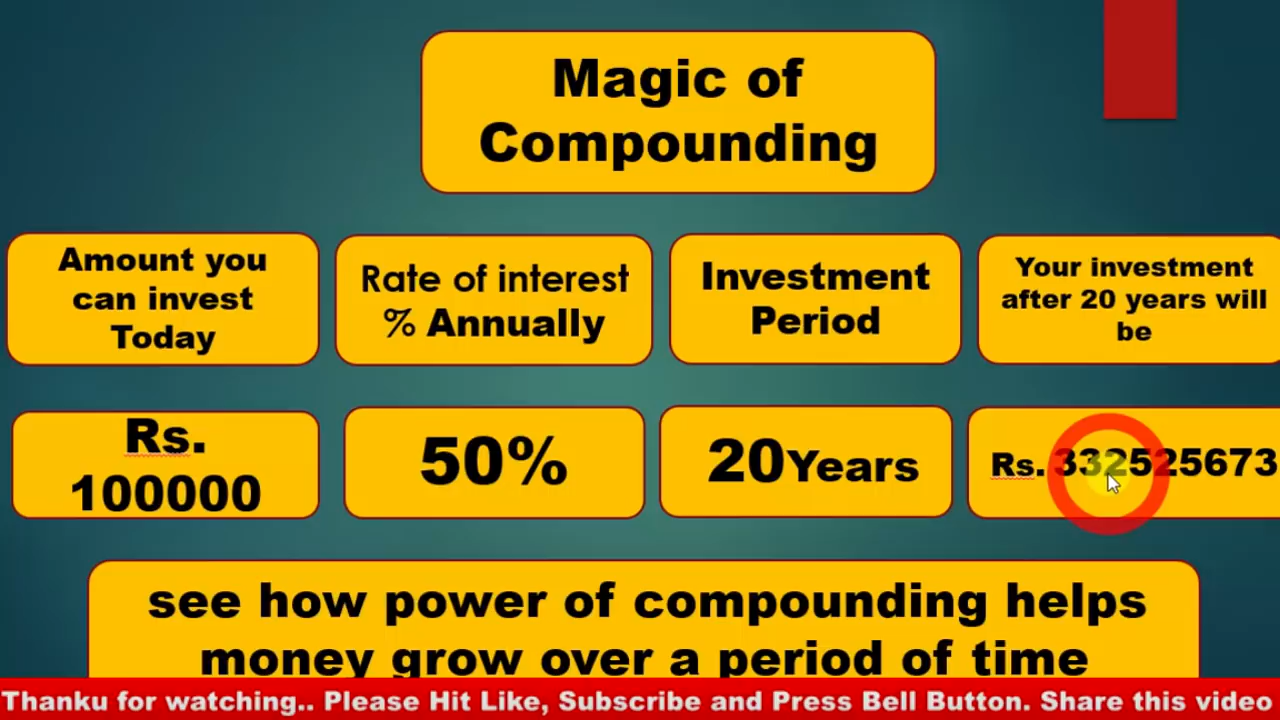 Magic of
Compounding
Amount you
can invest
Today
Rate of interest
% Annually
Investment
Period
Your investment
after 20 years will
be
Rs.
100000
50%
20Years
Rs. 332525673
see how power of compounding helps
money grow over a period of time
Thanku for watching.. Please Hit Like, Subscribe and Press Bell Button. Share this video